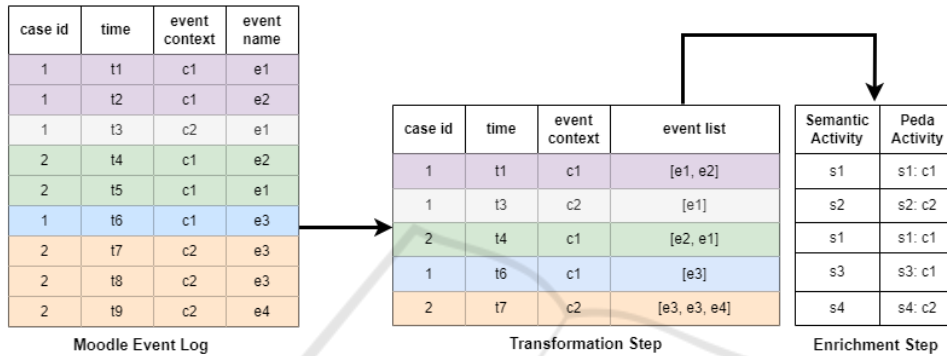 case id time event context event name
1 t1 c1 e1
1 t2 c1 e2
1 t3 c2 e1
2 t4 c1 e2
2 t5 c1 e1
1 t6 c1 e3
2 t7 c2 e3
2 t8 c2 e3
2 t9 c2 e4
Moodle Event Log
case id time event context event list
1 t1 c1 [e1, e2]
1 t3 c2 [e1]
2 t4 c1 [e2, e1]
1 t6 c1 [e3]
2 t7 c2 [e3, e3, e4]
Transformation Step
Semantic Activity Peda Activity
s1 s1: c1
s2 s2: c2
s1 s1: c1
s3 s3: c1
s4 s4: c2
Enrichment Step